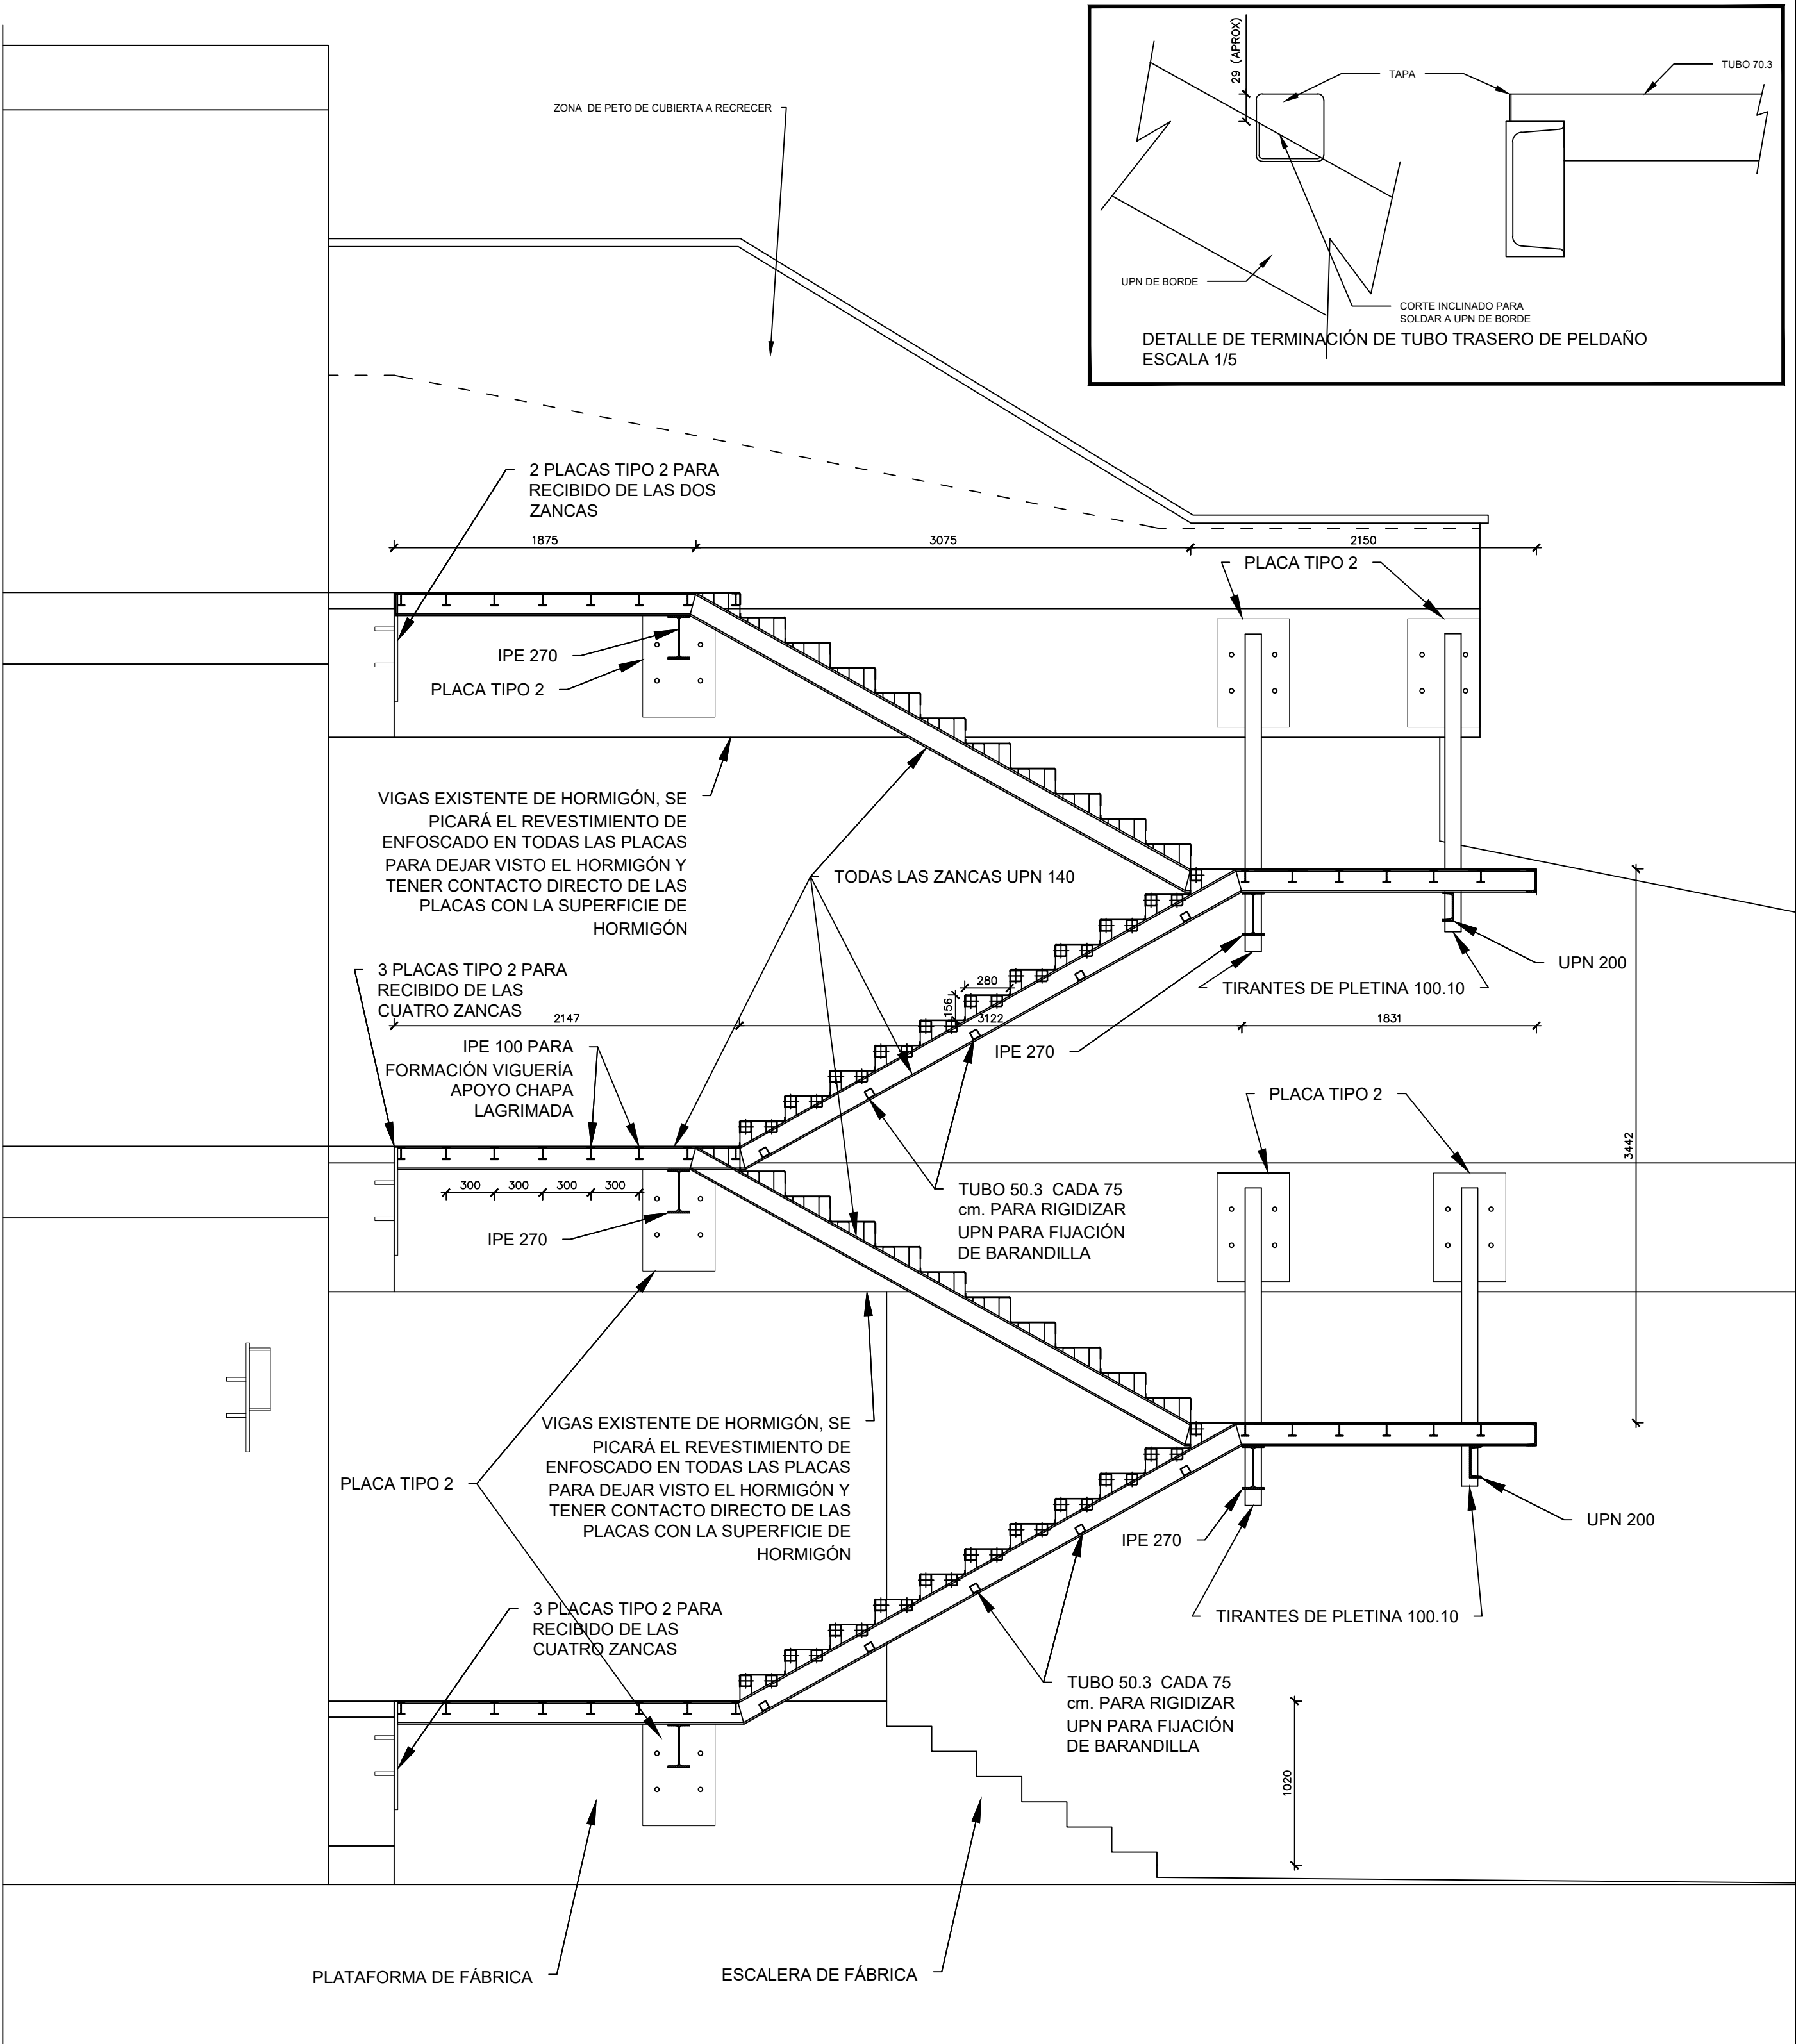 29 (APROX)
TAPA
TUBO 70.3
UPN DE BORDE
CORTE INCLINADO PARA
SOLDAR A UPN DE BORDE
DETALLE DE TERMINACIÓN DE TUBO TRASERO DE PELDAÑO
ESCALA 1/5
ZONA DE PETO DE CUBIERTA A RECRECER
2 PLACAS TIPO 2 PARA
RECIBIDO DE LAS DOS
ZANCAS
1875
3075
2150
PLACA TIPO 2
IPE 270
PLACA TIPO 2
VIGAS EXISTENTE DE HORMIGÓN, SE
PICARÁ EL REVESTIMIENTO DE
ENFOSCADO EN TODAS LAS PLACAS
PARA DEJAR VISTO EL HORMIGÓN Y
TENER CONTACTO DIRECTO DE LAS
PLACAS CON LA SUPERFICIE DE
HORMIGÓN
TODAS LAS ZANCAS UPN 140
UPN 200
TIRANTES DE PLETINA 100.10
3 PLACAS TIPO 2 PARA
RECIBIDO DE LAS
CUATRO ZANCAS
280
156
2147
3122
1831
IPE 270
IPE 100 PARA
FORMACIÓN VIGUERÍA
APOYO CHAPA
LAGRIMADA
PLACA TIPO 2
3442
300
300
300
300
IPE 270
TUBO 50.3 CADA 75
cm. PARA RIGIDIZAR
UPN PARA FIJACIÓN
DE BARANDILLA
VIGAS EXISTENTE DE HORMIGÓN, SE
PICARÁ EL REVESTIMIENTO DE
ENFOSCADO EN TODAS LAS PLACAS
PARA DEJAR VISTO EL HORMIGÓN Y
TENER CONTACTO DIRECTO DE LAS
PLACAS CON LA SUPERFICIE DE
HORMIGÓN
PLACA TIPO 2
UPN 200
IPE 270
TIRANTES DE PLETINA 100.10
3 PLACAS TIPO 2 PARA
RECIBIDO DE LAS
CUATRO ZANCAS
TUBO 50.3 CADA 75
cm. PARA RIGIDIZAR
UPN PARA FIJACIÓN
DE BARANDILLA
1020
PLATAFORMA DE FÁBRICA
ESCALERA DE FÁBRICA